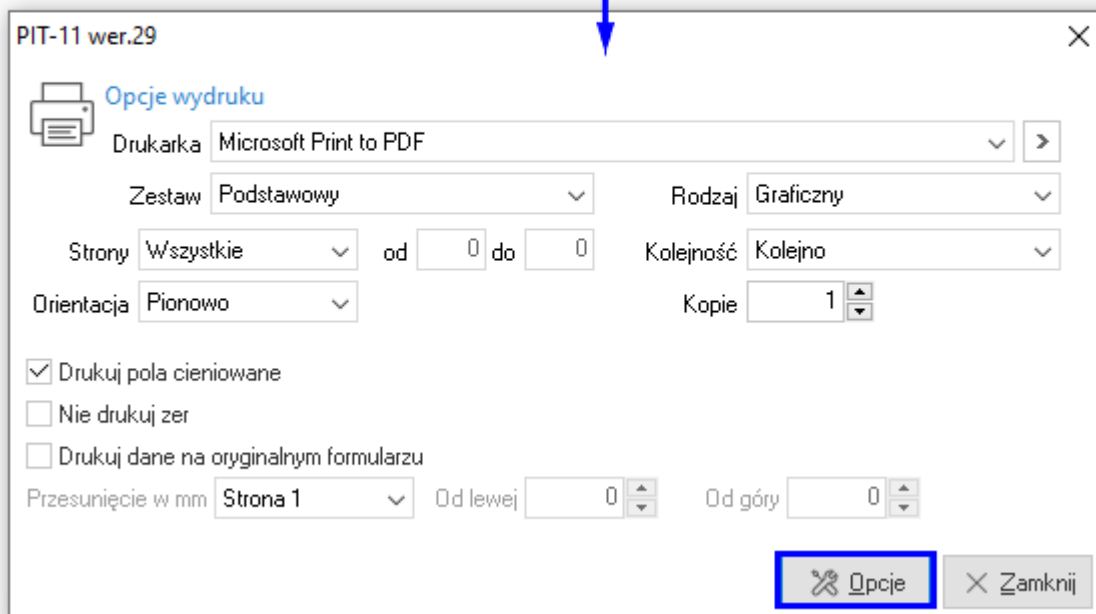 PIT-11 wer.29
Opcje wydruku
Drukarka Microsoft Print to PDF
Zestaw Podstawowy Rodzaj Graficzny
Strony Wszystkie od 0 do 0 Kolejność Kolejno
Orientacja Pionowo Kopie 1
Drukuj pola cieniowane
Nie drukuj zer
Drukuj dane na oryginalnym formularzu
Przesunięcie w mm Strona 1 Od lewej 0 Od góry 0
Opcje Zamknij